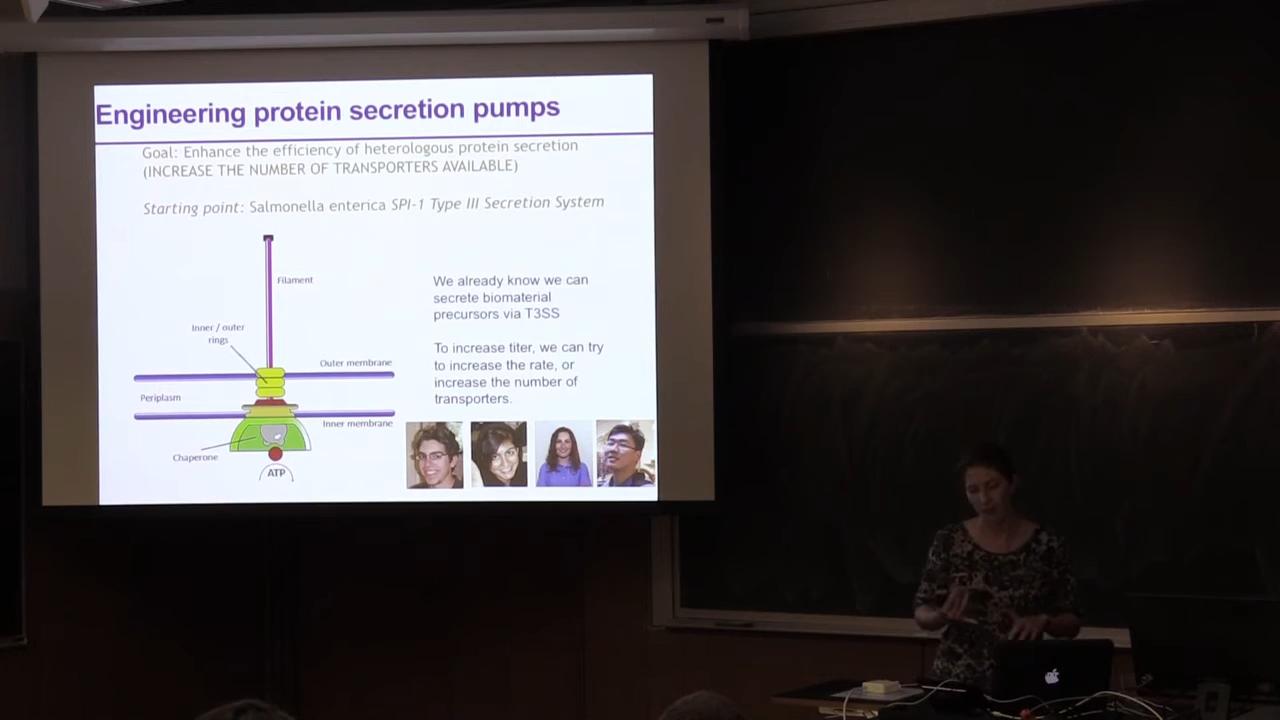 Engineering protein secretion pumps
Goal: Enhance the efficiency of heterologous protein secretion
(INCREASE THE NUMBER OF TRANSPORTERS AVAILABLE)
Starting point: Salmonella enterica SPI-1 Type III Secretion System
Filament
Inner / outer
rings
Outer membrane
Periplasm
Inner membrane
Chaperone
ATP
We already know we can
secrete biomaterial
precursors via T3SS
To increase titer, we can try
to increase the rate, or
increase the number of
transporters.